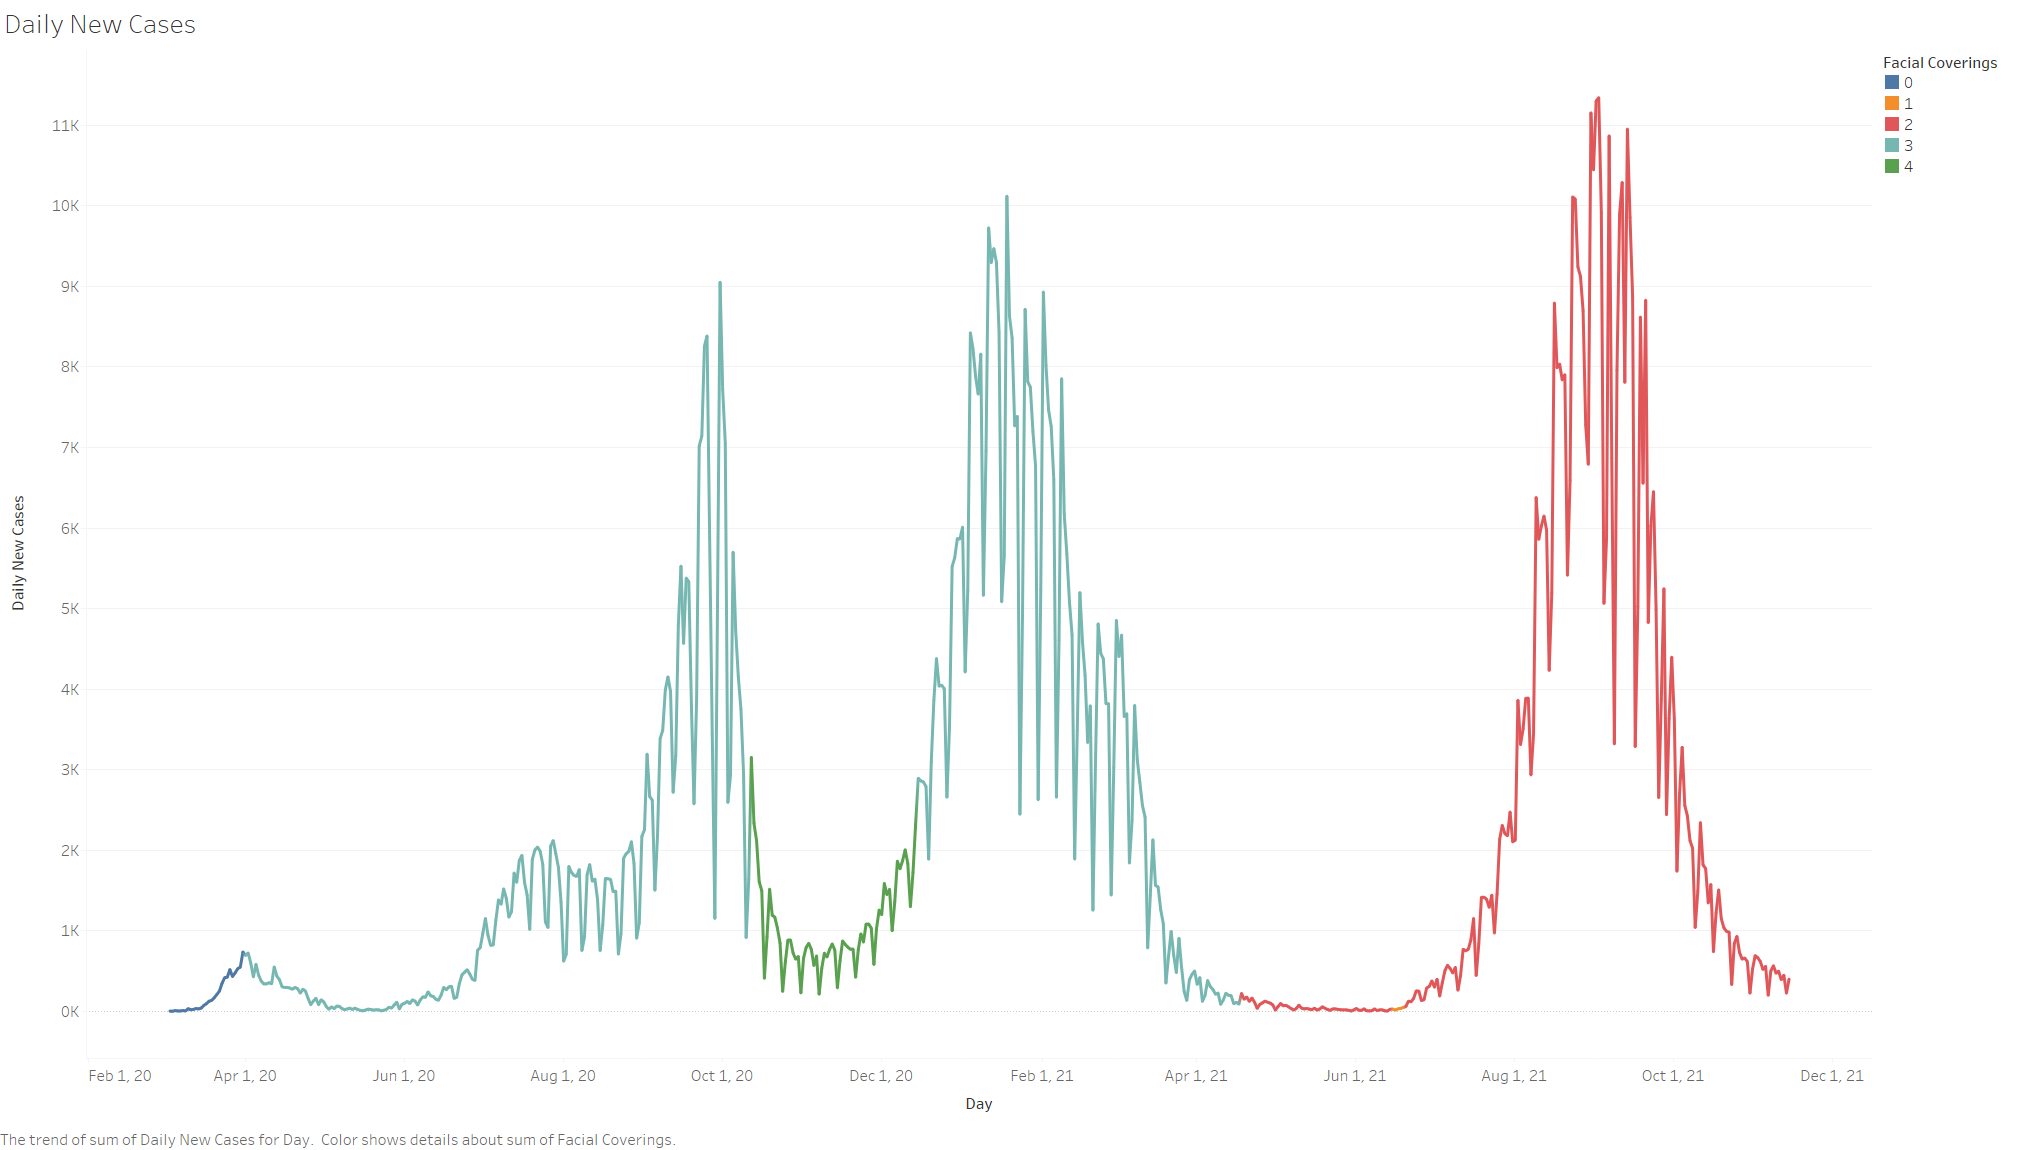 Daily New Cases
Facial Coverings
0
1
2
3
4
11K
10K
9K
8K
7K
6K
5K
4K
3K
2K
1K
0K
Daily New Cases
Feb 1, 20 Apr 1, 20 Jun 1, 20 Aug 1, 20 Oct 1, 20 Dec 1, 20 Feb 1, 21 Apr 1, 21 Jun 1, 21 Aug 1, 21 Oct 1, 21 Dec 1, 21
Day
The trend of sum of Daily New Cases for Day.  Color shows details about sum of Facial Coverings.